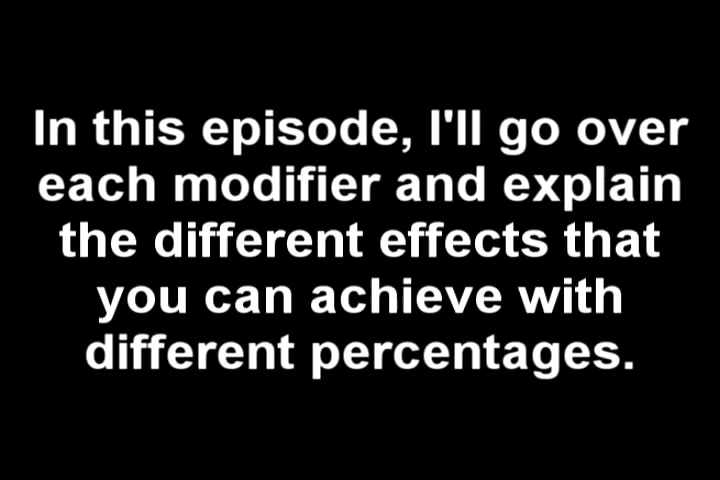 In this episode, I'll go over
each modifier and explain
the different effects that
you can achieve with
different percentages.